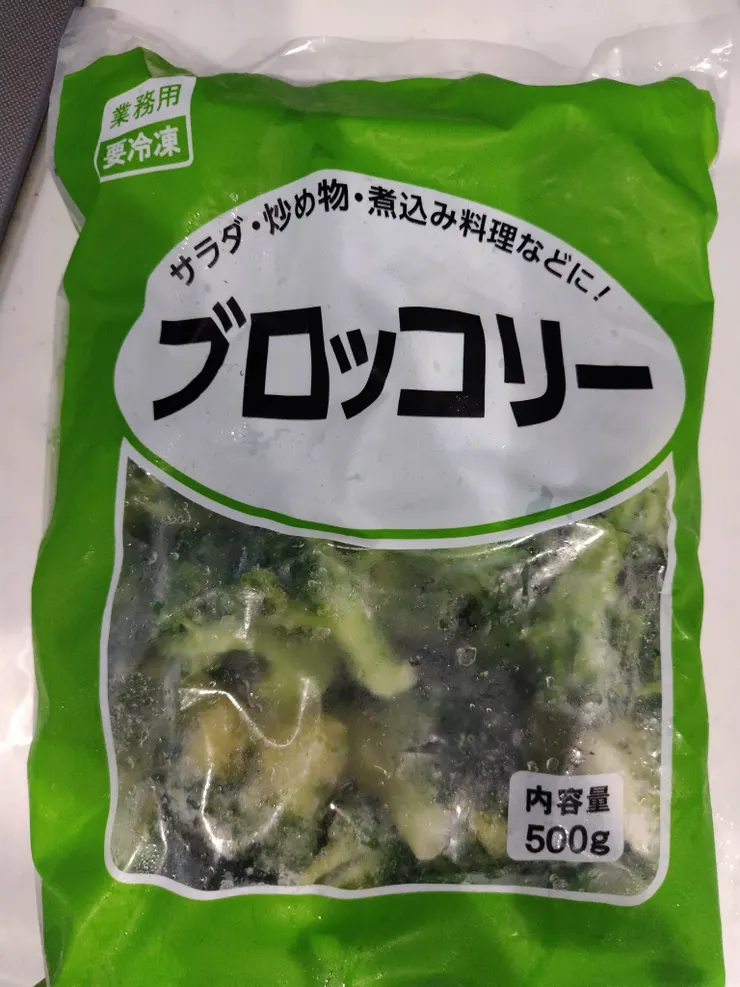 業務用
要冷凍
サラダ・炒め物・煮込み料理などに!
ブロッコリー
内容量
500g